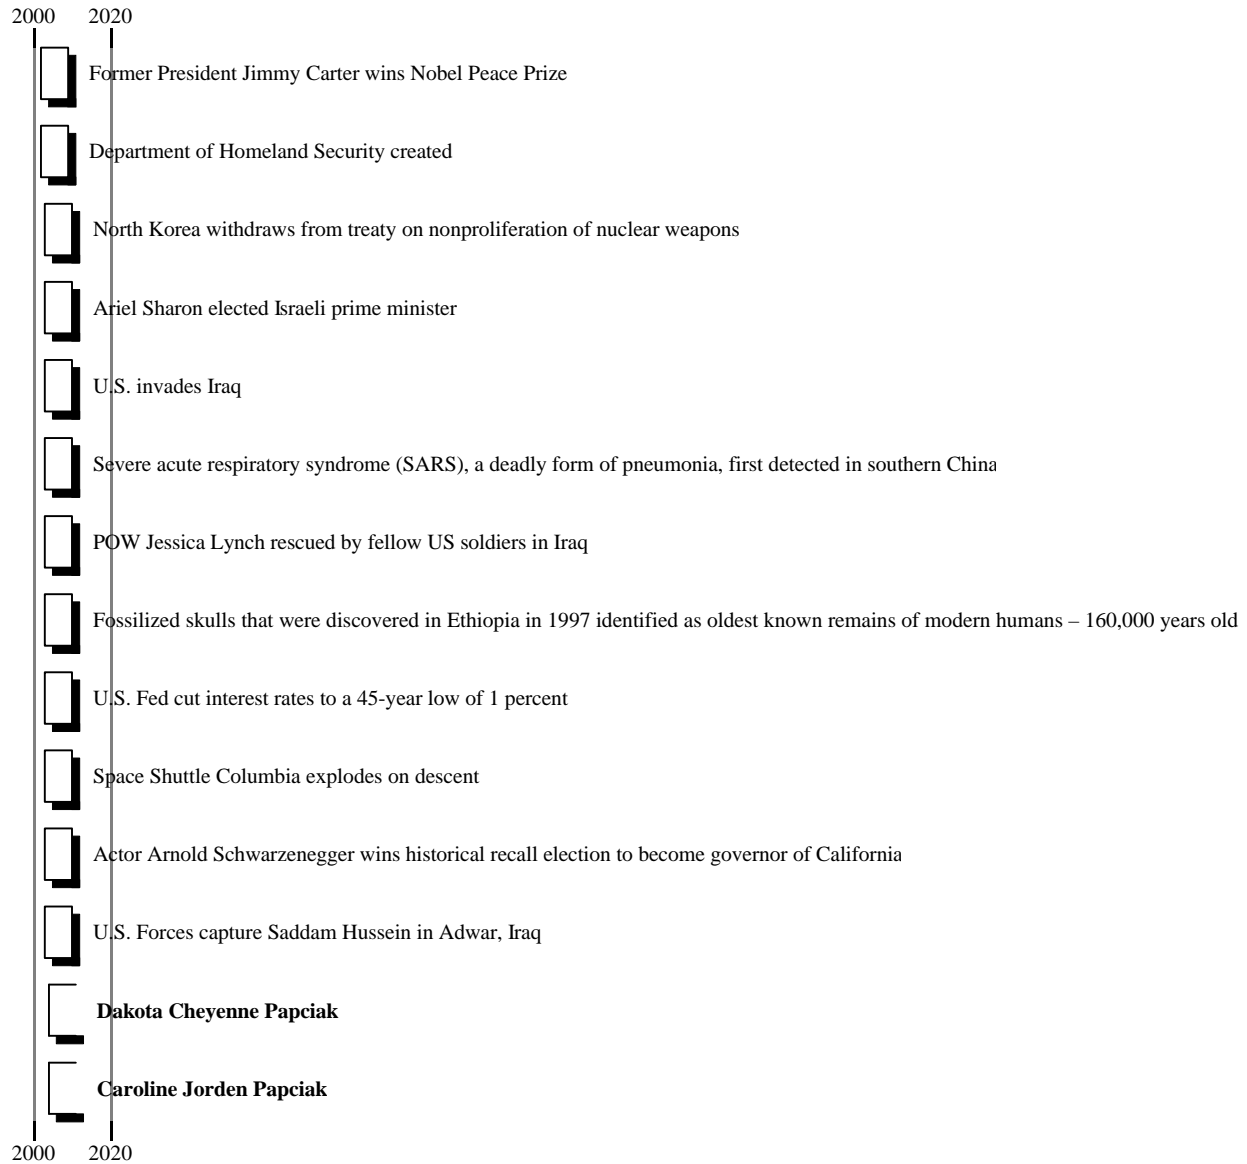 2000 2020
Former President Jimmy Carter wins Nobel Peace Prize
Department of Homeland Security created
North Korea withdraws from treaty on nonproliferation of nuclear weapons
Ariel Sharon elected Israeli prime minister
U.S. invades Iraq
Severe acute respiratory syndrome (SARS), a deadly form of pneumonia, first detected in southern China
POW Jessica Lynch rescued by fellow US soldiers in Iraq
Fossilized skulls that were discovered in Ethiopia in 1997 identified as oldest known remains of modern humans – 160,000 years old
U.S. Fed cut interest rates to a 45-year low of 1 percent
Space Shuttle Columbia explodes on descent
Actor Arnold Schwarzenegger wins historical recall election to become governor of California
U.S. Forces capture Saddam Hussein in Adwar, Iraq
Dakota Cheyenne Papciak
Caroline Jorden Papciak
2000 2020